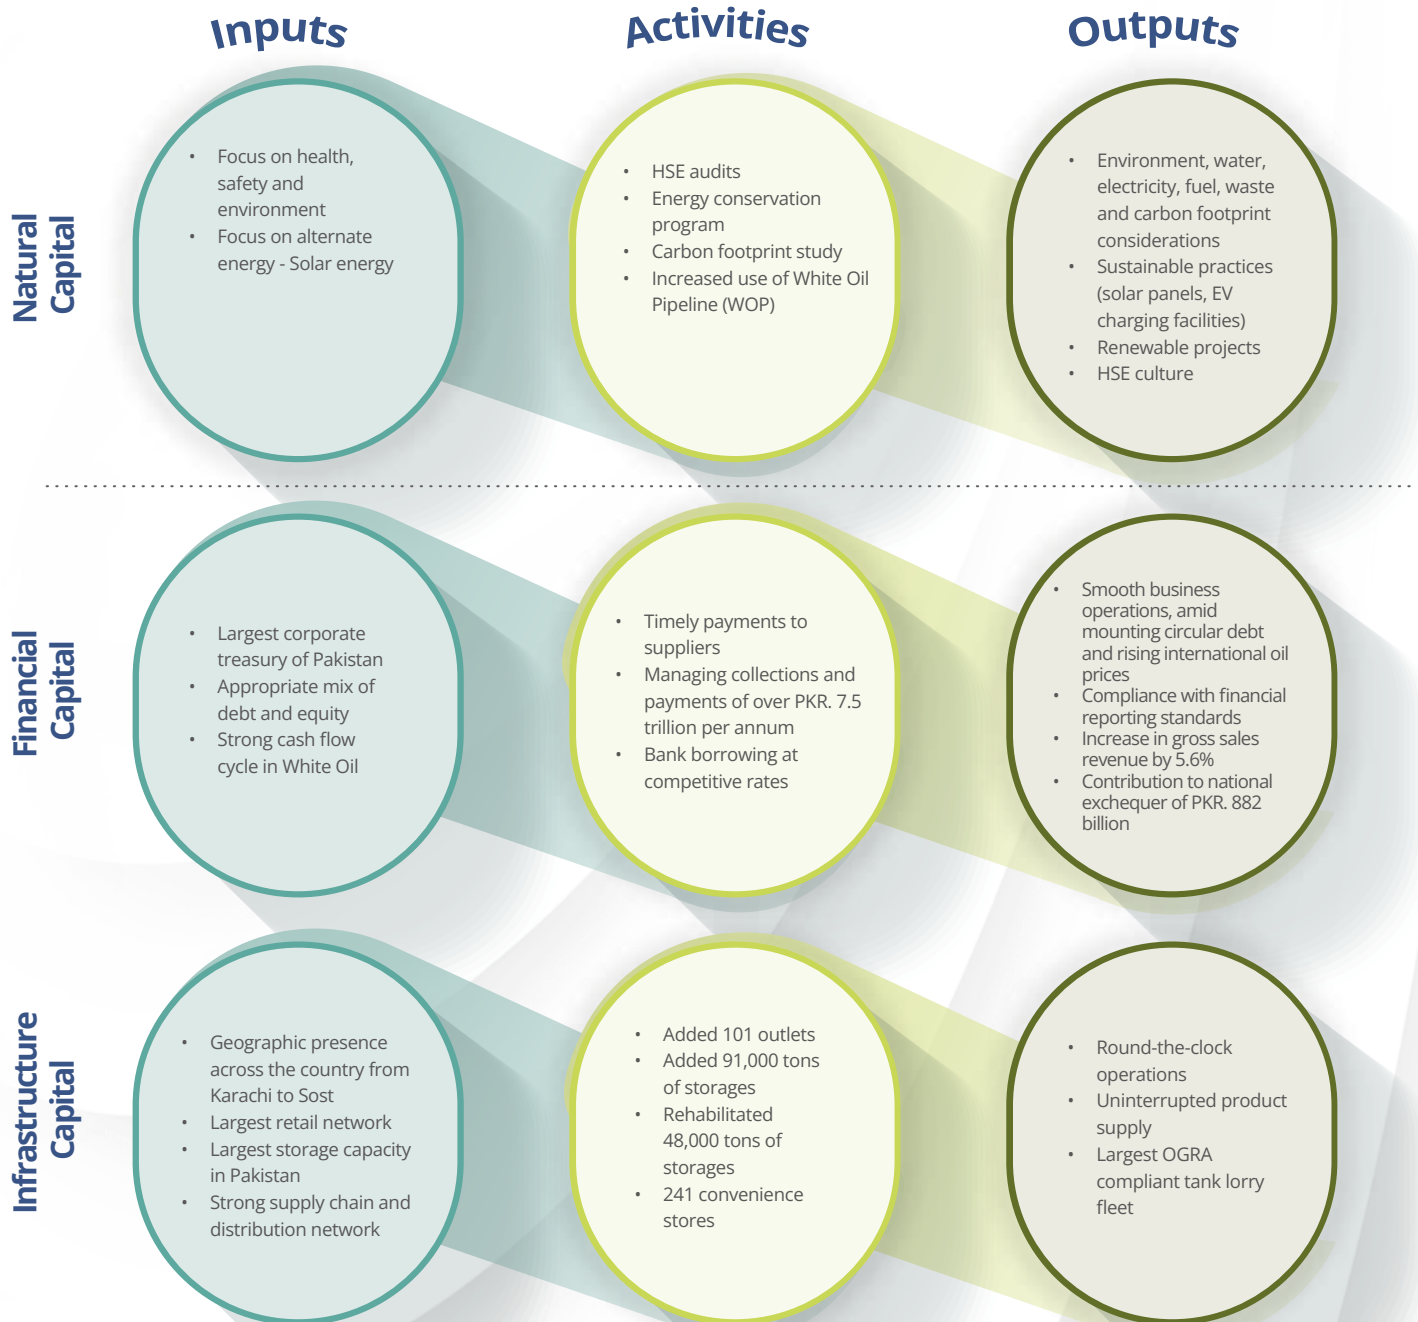 Inputs
Activities
Outputs
Natural
Capital
• Focus on health,
safety and
environment
• Focus on alternate
energy - Solar energy
• HSE audits
• Energy conservation
program
• Carbon footprint study
• Increased use of White Oil
Pipeline (WOP)
• Environment, water,
electricity, fuel, waste
and carbon footprint
considerations
• Sustainable practices
(solar panels, EV
charging facilities)
• Renewable projects
• HSE culture
Financial
Capital
• Largest corporate
treasury of Pakistan
• Appropriate mix of
debt and equity
• Strong cash flow
cycle in White Oil
• Timely payments to
suppliers
• Managing collections and
payments of over PKR. 7.5
trillion per annum
• Bank borrowing at
competitive rates
• Smooth business
operations, amid
mounting circular debt
and rising international oil
prices
• Compliance with financial
reporting standards
• Increase in gross sales
revenue by 5.6%
• Contribution to national
exchequer of PKR. 882
billion
Infrastructure
Capital
• Geographic presence
across the country from
Karachi to Sost
• Largest retail network
• Largest storage capacity
in Pakistan
• Strong supply chain and
distribution network
• Added 101 outlets
• Added 91,000 tons
of storages
• Rehabilitated
48,000 tons of
storages
• 241 convenience
stores
• Round-the-clock
operations
• Uninterrupted product
supply
• Largest OGRA
compliant tank lorry
fleet